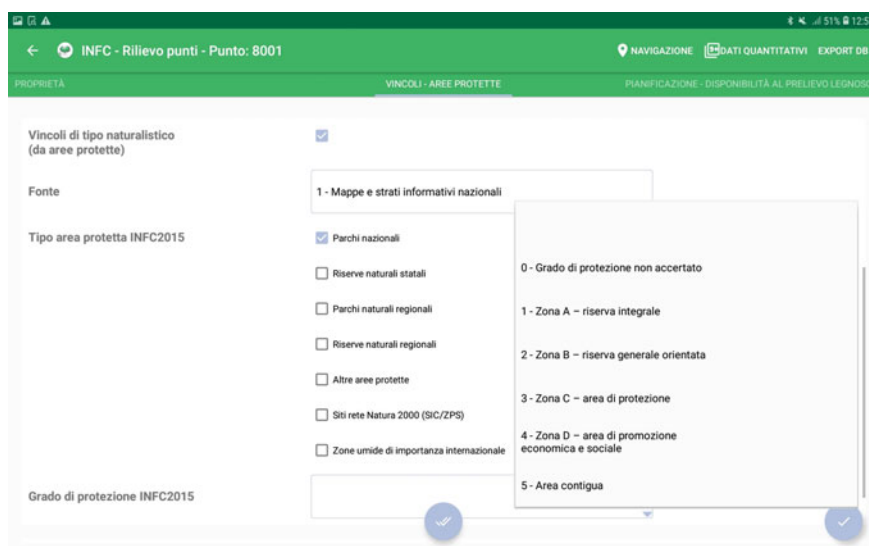 51% 12:5
INFC - Rilievo punti - Punto: 8001
NAVIGAZIONE
DATI QUANTITATIVI
EXPORT DB
PROPRIETÀ
VINCOLI - AREE PROTETTE
PIANIFICAZIONE - DISPONIBILITÀ AL PRELIEVO LEGNOSO
Vincoli di tipo naturalistico
(da aree protette)
Fonte
1 - Mappe e strati informativi nazionali
Tipo area protetta INFC2015
Parchi nazionali
Riserve naturali statali
Parchi naturali regionali
Riserve naturali regionali
Altre aree protette
Siti rete Natura 2000 (SIC/ZPS)
Zone umide di importanza internazionale
0 - Grado di protezione non accertato
1 - Zona A – riserva integrale
2 - Zona B – riserva generale orientata
3 - Zona C – area di protezione
4 - Zona D – area di promozione
economica e sociale
5 - Area contigua
Grado di protezione INFC2015